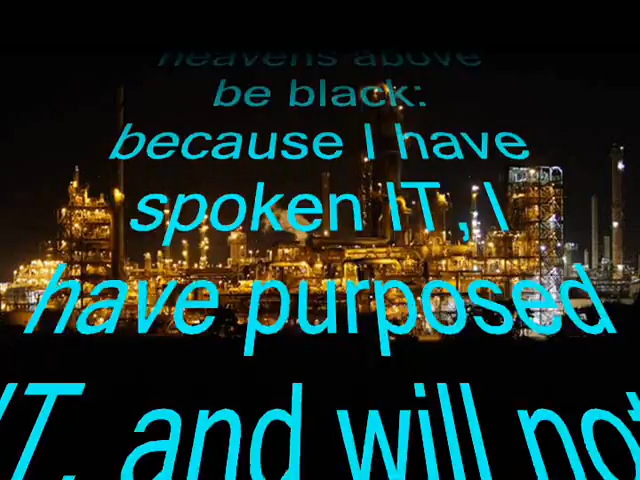 heavens above
be black:
because I have
spoken IT, I
have purposed
IT, and will not